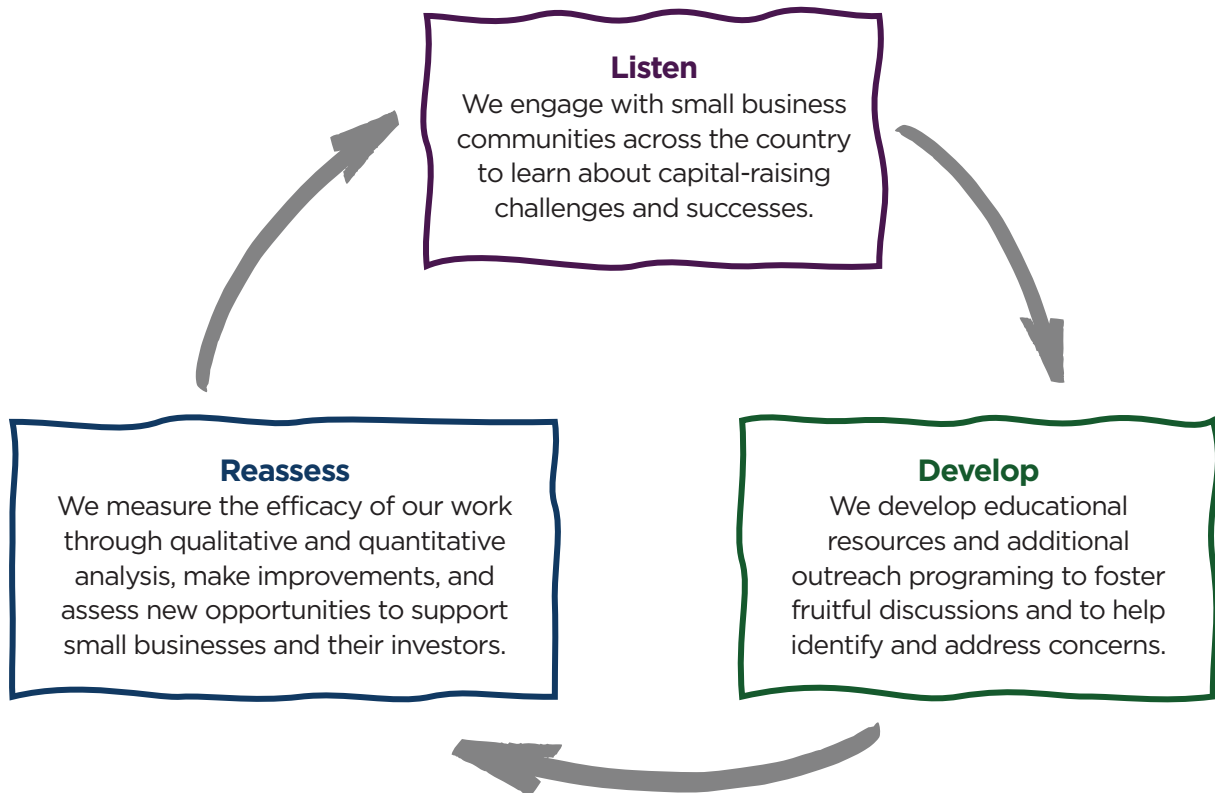 Listen
We engage with small business
communities across the country
to learn about capital-raising
challenges and successes.
Reassess
We measure the efficacy of our work
through qualitative and quantitative
analysis, make improvements, and
assess new opportunities to support
small businesses and their investors.
Develop
We develop educational
resources and additional
outreach programing to foster
fruitful discussions and to help
identify and address concerns.